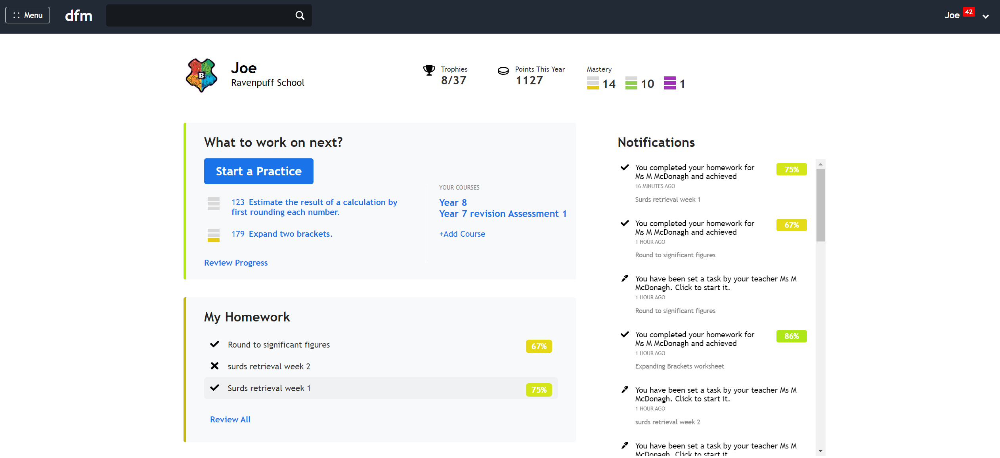 Menu
dfm
Joe 42
B
Joe
Ravenpuff School
Trophies
8/37
Points This Year
1127
Mastery
14 10 1
What to work on next?
Start a Practice
123 Estimate the result of a calculation by
first rounding each number.
179 Expand two brackets.
Review Progress
YOUR COURSES
Year 8
Year 7 revision Assessment 1
+Add Course
My Homework
Round to significant figures 67%
surds retrieval week 2
Surds retrieval week 1 75%
Review All
Notifications
You completed your homework for 75%
Ms M McDonagh and achieved
16 MINUTES AGO
Surds retrieval week 1
You completed your homework for 67%
Ms M McDonagh and achieved
1 HOUR AGO
Round to significant figures
You have been set a task by your teacher Ms M
McDonagh. Click to start it.
1 HOUR AGO
Round to significant figures
You completed your homework for 86%
Ms M McDonagh and achieved
1 HOUR AGO
Expanding Brackets worksheet
You have been set a task by your teacher Ms M
McDonagh. Click to start it.
1 HOUR AGO
surds retrieval week 2
You have been set a task by your teacher Ms M
McDonagh. Click to start it.